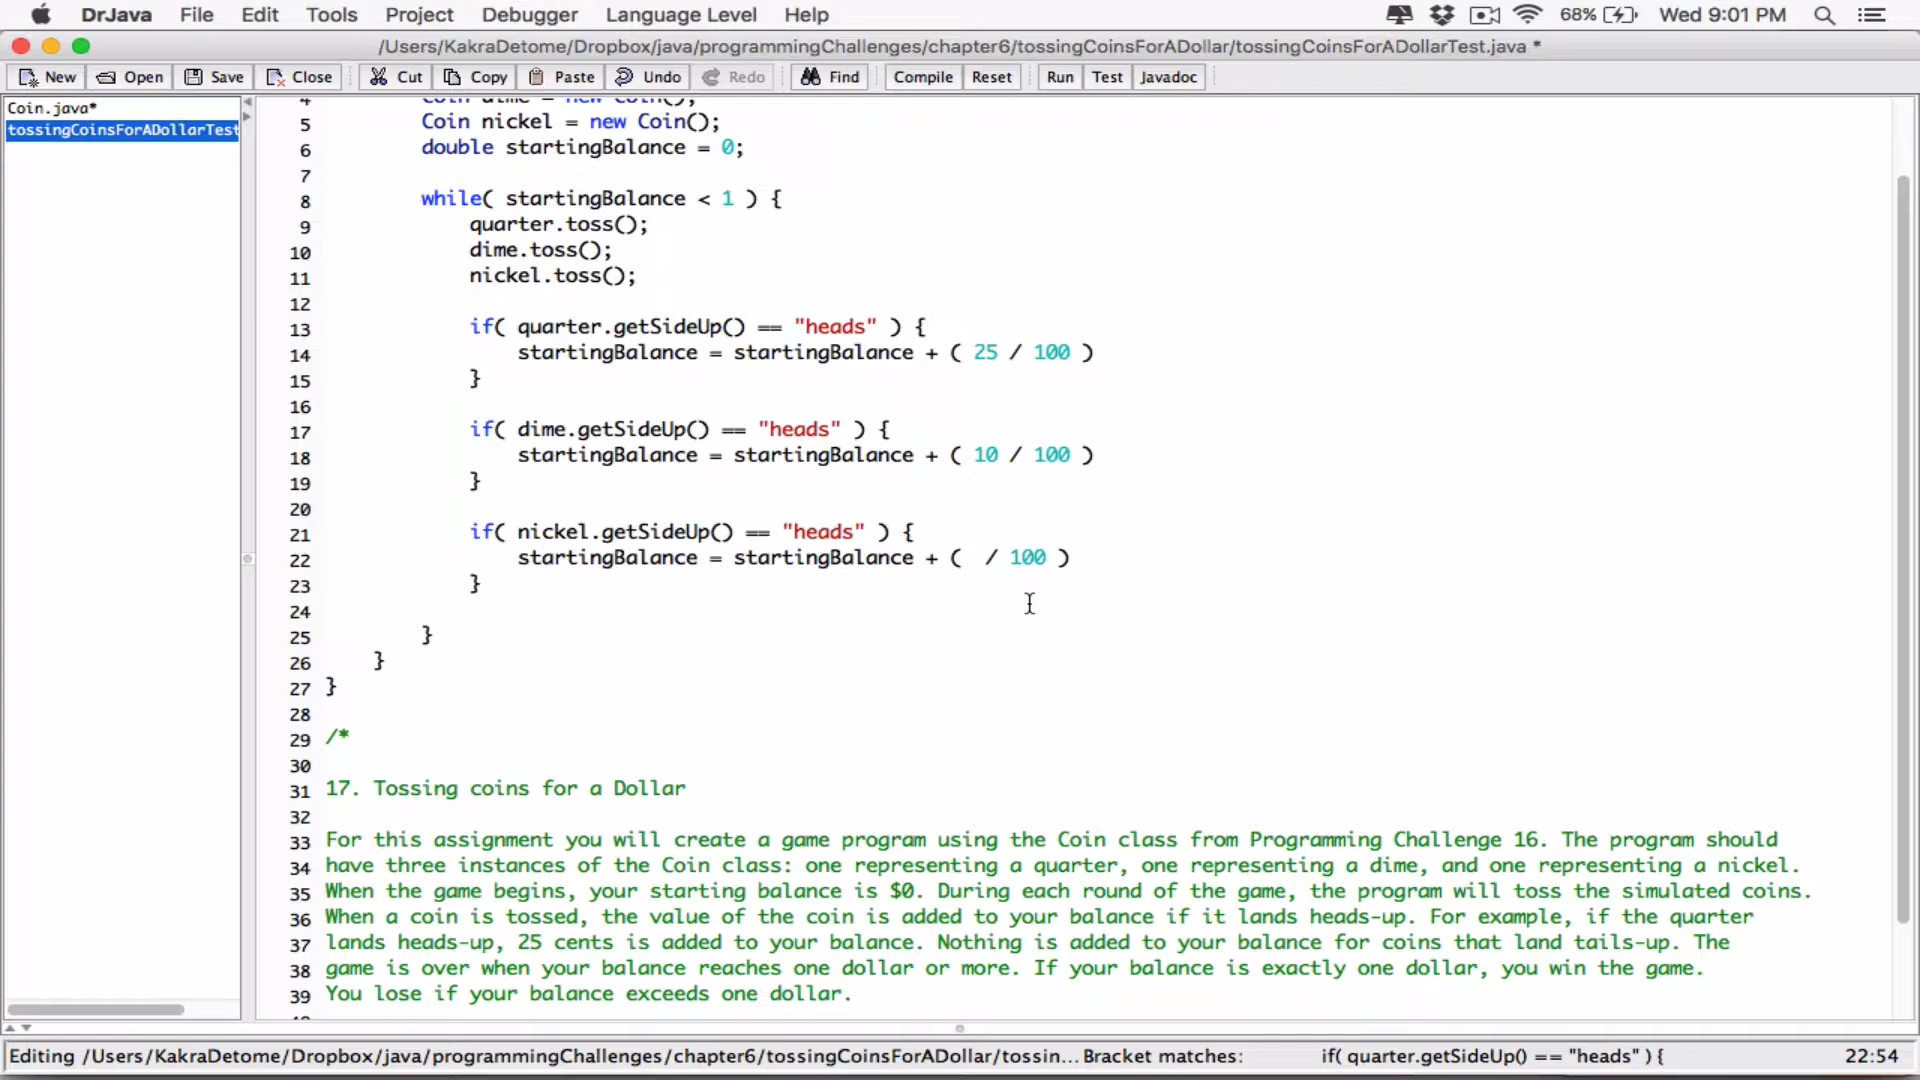 DrJava File Edit Tools Project Debugger Language Level Help 68% Wed 9:01 PM
/Users/KakraDetome/Dropbox/java/programmingChallenges/chapter6/tossingCoinsForADollar/tossingCoinsForADollarTest.java *
New Open Save Close Cut Copy Paste Undo Redo Find Compile Reset Run Test Javadoc
Coin.java*
tossingCoinsForADollarTest
4 Coin dime = new Coin();
5 Coin nickel = new Coin();
6 double startingBalance = 0;
7
8 while( startingBalance < 1 ) {
9 quarter.toss();
10 dime.toss();
11 nickel.toss();
12
13 if( quarter.getSideUp() == "heads" ) {
14 startingBalance = startingBalance + ( 25 / 100 )
15 }
16
17 if( dime.getSideUp() == "heads" ) {
18 startingBalance = startingBalance + ( 10 / 100 )
19 }
20
21 if( nickel.getSideUp() == "heads" ) {
22 startingBalance = startingBalance + (  / 100 )
23 }
24
25 }
26 }
27 }
28
29 /*
30
31 17. Tossing coins for a Dollar
32
33 For this assignment you will create a game program using the Coin class from Programming Challenge 16. The program should
34 have three instances of the Coin class: one representing a quarter, one representing a dime, and one representing a nickel.
35 When the game begins, your starting balance is $0. During each round of the game, the program will toss the simulated coins.
36 When a coin is tossed, the value of the coin is added to your balance if it lands heads-up. For example, if the quarter
37 lands heads-up, 25 cents is added to your balance. Nothing is added to your balance for coins that land tails-up. The
38 game is over when your balance reaches one dollar or more. If your balance is exactly one dollar, you win the game.
39 You lose if your balance exceeds one dollar.
Editing /Users/KakraDetome/Dropbox/java/programmingChallenges/chapter6/tossingCoinsForADollar/tossin... Bracket matches: if( quarter.getSideUp() == "heads" ) { 22:54